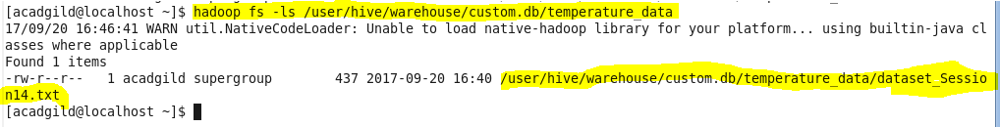 [acadgild@localhost ~]$ hadoop fs -ls /user/hive/warehouse/custom.db/temperature_data
17/09/20 16:46:41 WARN util.NativeCodeLoader: Unable to load native-hadoop library for your platform... using builtin-java cl
asses where applicable
Found 1 items
-rw-r--r--   1 acadgild supergroup        437 2017-09-20 16:40 /user/hive/warehouse/custom.db/temperature_data/dataset_Sessio
n14.txt
[acadgild@localhost ~]$